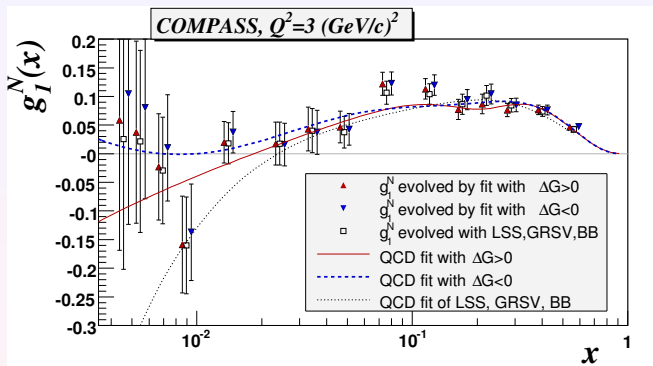 COMPASS, Q²=3 (GeV/c)²
g₁ᴺ(x)
0.2
0.15
0.1
0.05
-0
-0.05
-0.1
-0.15
-0.2
-0.25
-0.3
g₁ᴺ evolved by fit with ΔG>0
g₁ᴺ evolved by fit with ΔG<0
g₁ᴺ evolved with LSS,GRSV,BB
QCD fit with ΔG>0
QCD fit with ΔG<0
QCD fit of LSS, GRSV, BB
10⁻² 10⁻¹ 1
x